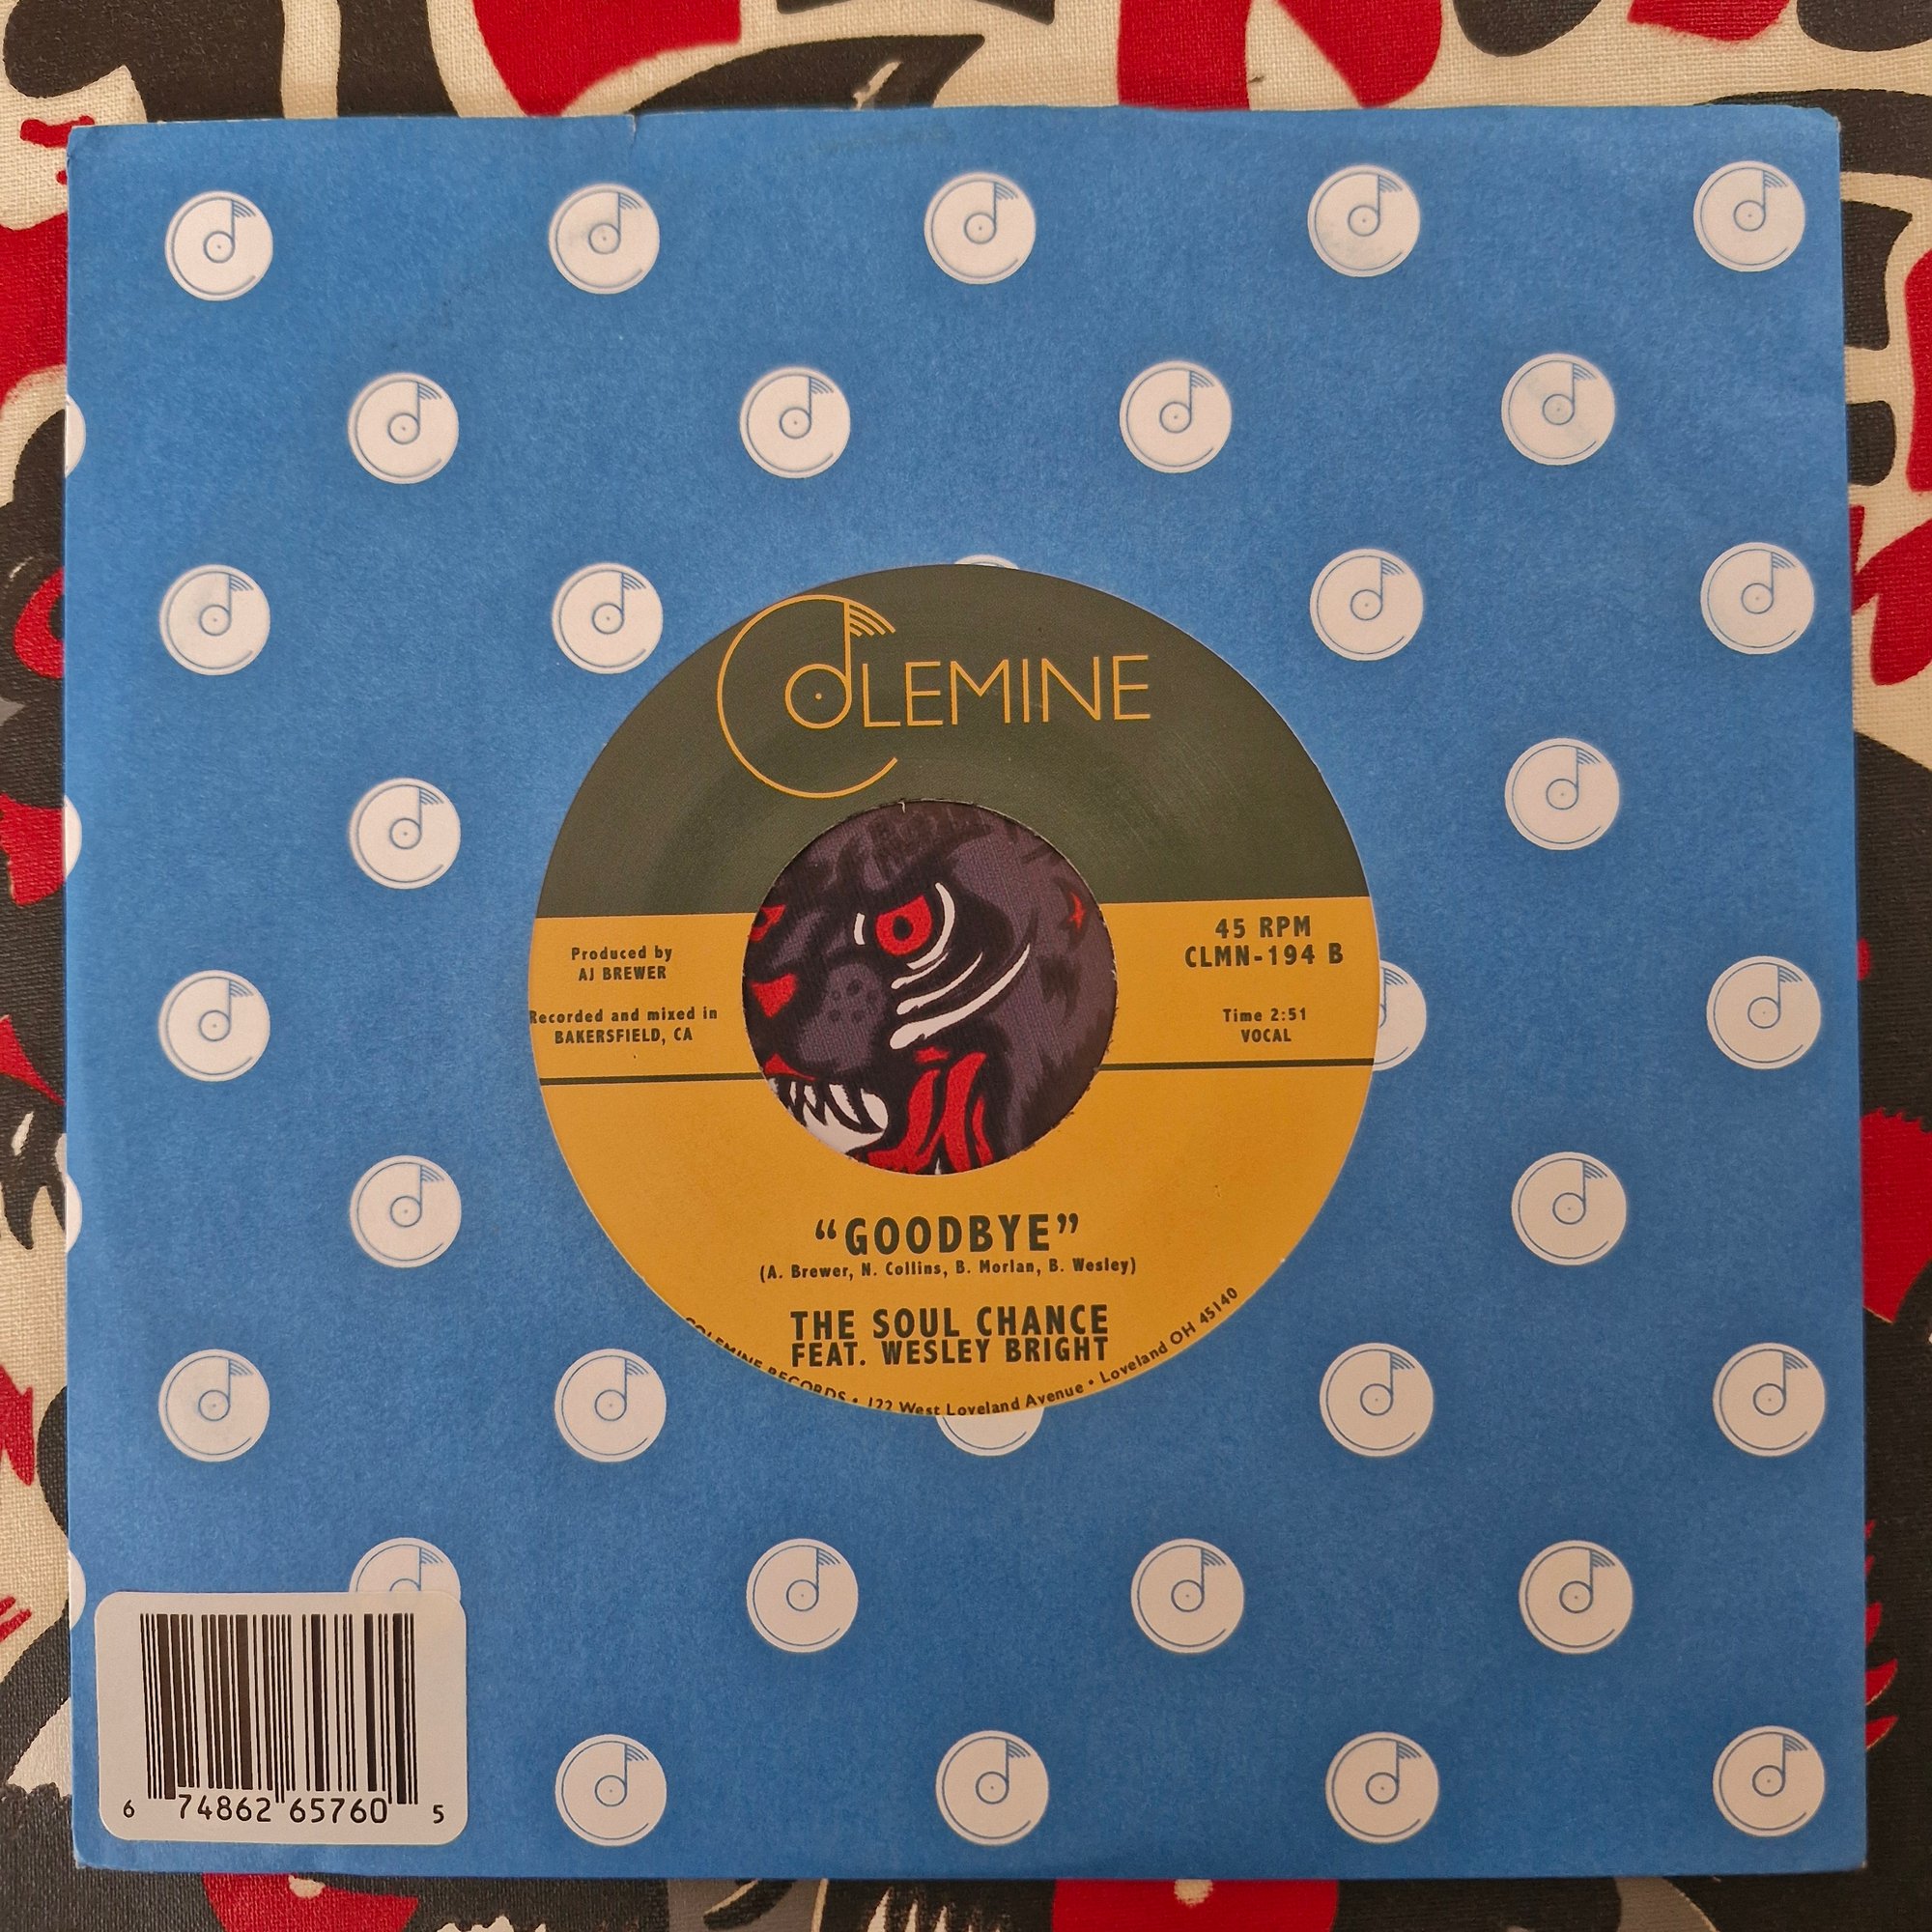 COLEMINE
Produced by
AJ BREWER
Recorded and mixed in
BAKERSFIELD, CA
45 RPM
CLMN-194 B
Time 2:51
VOCAL
“GOODBYE”
(A. Brewer, N. Collins, B. Morlan, B. Wesley)
THE SOUL CHANCE
FEAT. WESLEY BRIGHT
COLEMINE RECORDS • 122 West Loveland Avenue • Loveland OH 45140
6 74862 65760 5